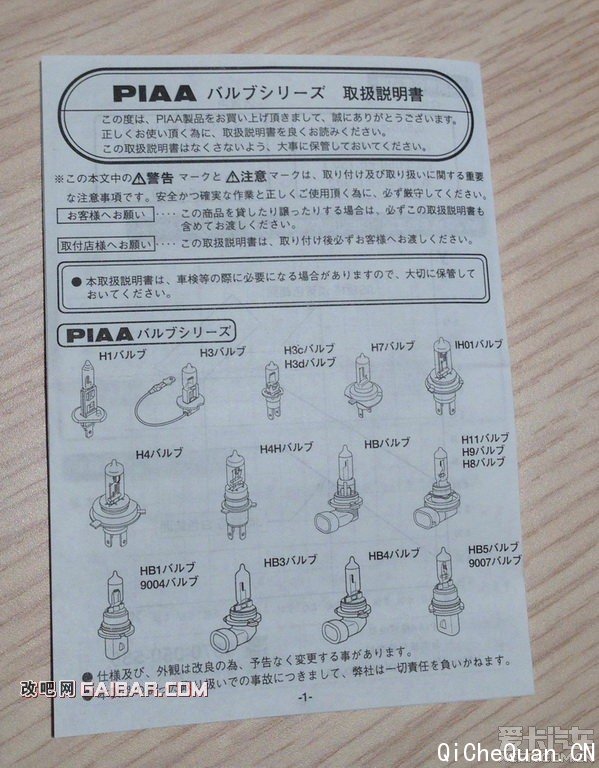 PIAA バルブシリーズ 取扱説明書
この度は、PIAA製品をお買い上げ頂きまして、誠にありがとうございます。
正しくお使い頂く為に、取扱説明書を良くお読みください。
この取扱説明書はなくさないよう、大事に保管しておいてください。
※この本文中の⚠警告 マークと ⚠注意 マークは、取り付け及び取り扱いに関する重要
な注意事項です。安全かつ確実な作業と正しくご使用頂く為に、必ず厳守してください。
お客様へお願い ‥‥ この商品を貸したり譲ったりする場合は、必ずこの取扱説明書も
含めてお渡しください。
取付店様へお願い ‥‥ この取扱説明書は、取り付け後必ずお客様へお渡しください。
● 本取扱説明書は、車検等の際に必要になる場合がありますので、大切に保管して
おいてください。
PIAA バルブシリーズ
H1バルブ H3バルブ H3cバルブ H7バルブ IH01バルブ
H3dバルブ
H4バルブ H4Hバルブ HBバルブ H11バルブ
H9バルブ
H8バルブ
HB1バルブ HB3バルブ HB4バルブ HB5バルブ
9004バルブ 9007バルブ
● 仕様及び、外観は改良の為、予告なく変更する事があります。
扱いでの事故につきまして、弊社は一切責任を負いかねます。
-1-
改吧网 GAIBAR.COM
爱卡汽车
QiCheQuan.CN